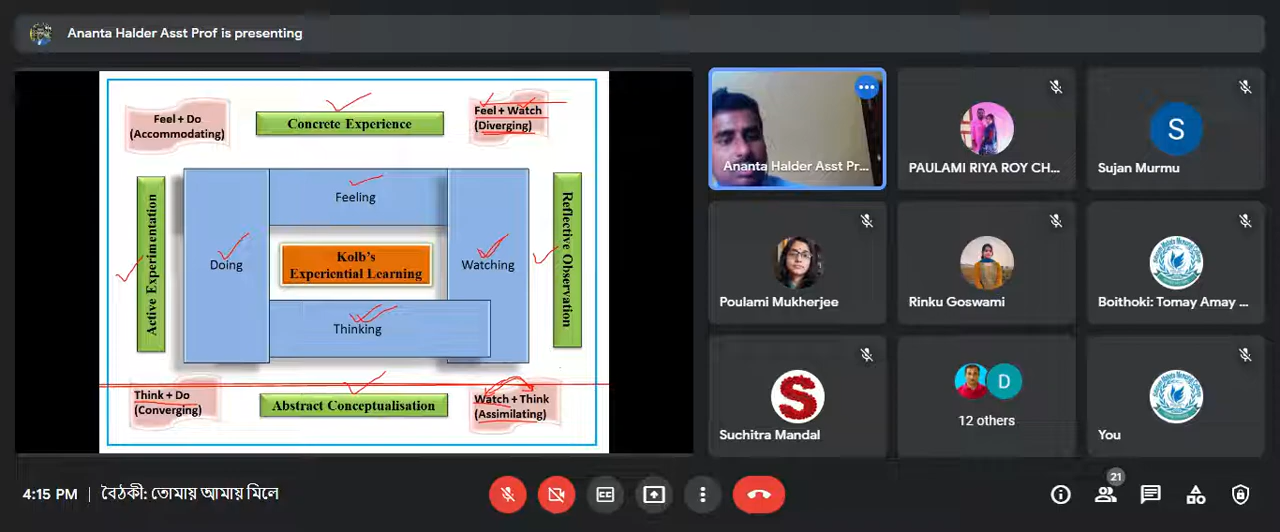 Ananta Halder Asst Prof is presenting
Feel + Do
(Accommodating)
Concrete Experience
Feel + Watch
(Diverging)
Active Experimentation
Feeling
Doing
Kolb's
Experiential Learning
Watching
Thinking
Reflective Observation
Think + Do
(Converging)
Abstract Conceptualisation
Watch + Think
(Assimilating)
Ananta Halder Asst Pr...
PAULAMI RIYA ROY CH...
S
Sujan Murmu
Poulami Mukherjee
Rinku Goswami
Boithoki: Tomay Amay ...
S
Suchitra Mandal
D
12 others
You
4:15 PM | বৈঠকী: তোমায় আমায় মিলে
CC
21